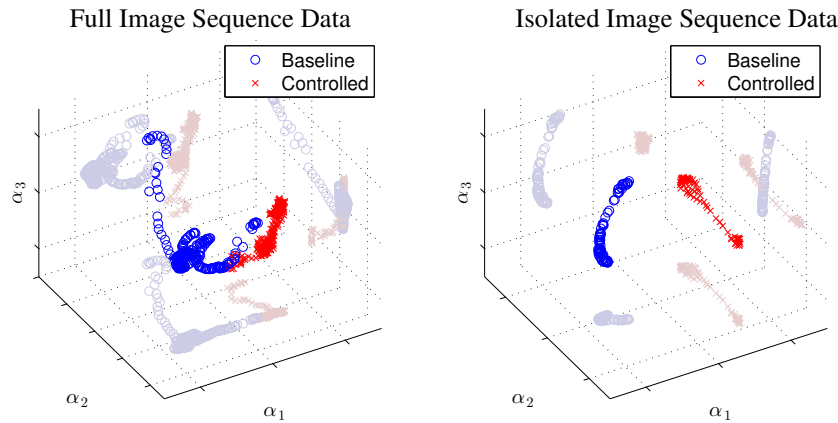 Full Image Sequence Data
Baseline
Controlled
α₃
α₂
α₁
Isolated Image Sequence Data
Baseline
Controlled
α₃
α₂
α₁